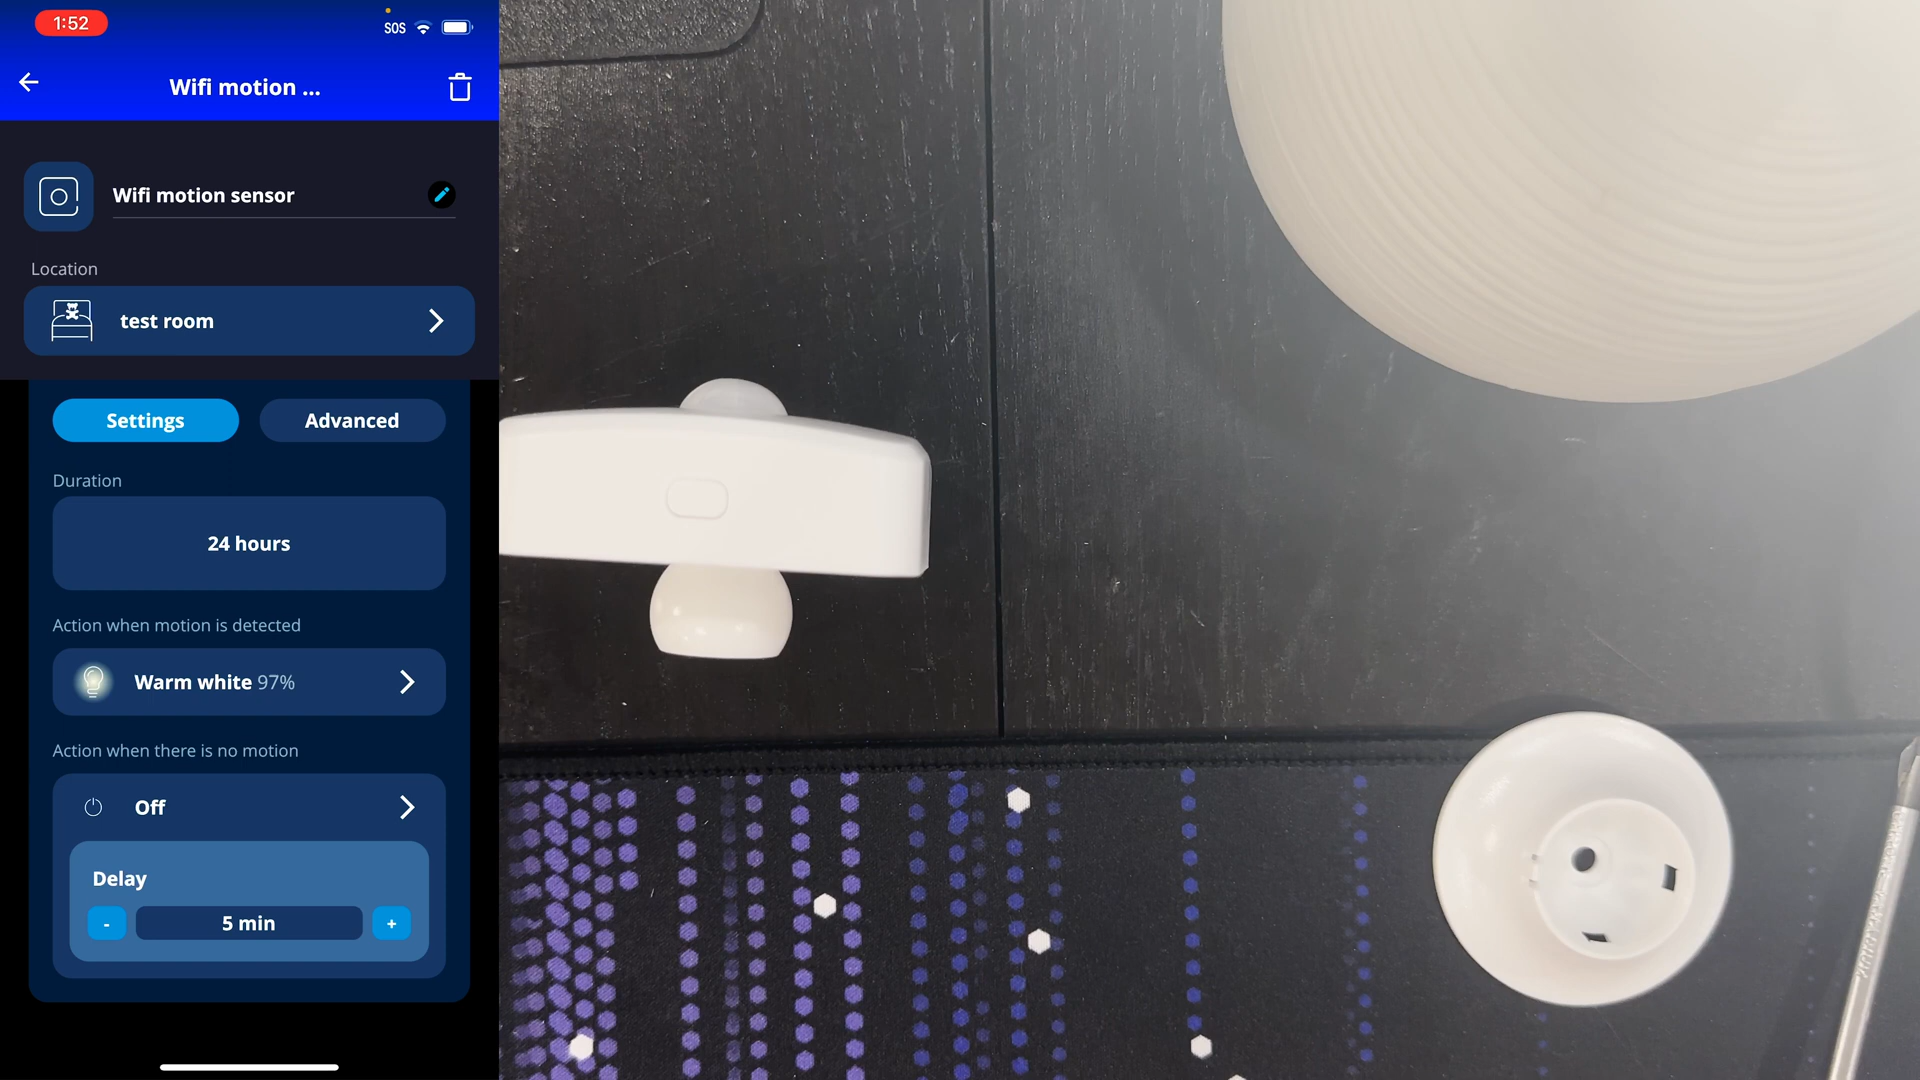 1:52
SOS
Wifi motion ...
Wifi motion sensor
Location
test room
Settings
Advanced
Duration
24 hours
Action when motion is detected
Warm white 97%
Action when there is no motion
Off
Delay
-
5 min
+